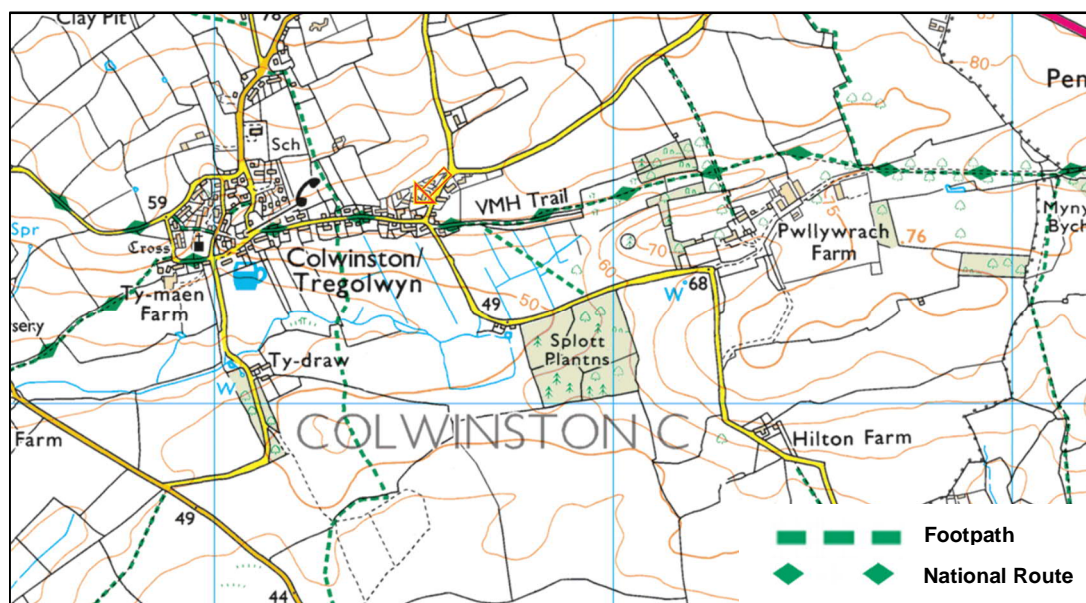 Clay Pit
78
85
80
Pen
Sch
59
Spr
VMH Trail
Cross
Colwinston/
Tregolwyn
Pwllywrach
Farm
75
76
Myny
Bych
70
60
50
Ty-maen
Farm
49
W
68
sery
Splott
Plantns
Ty-draw
W
COLWINSTON C
Farm
Hilton Farm
49
44
Footpath
National Route